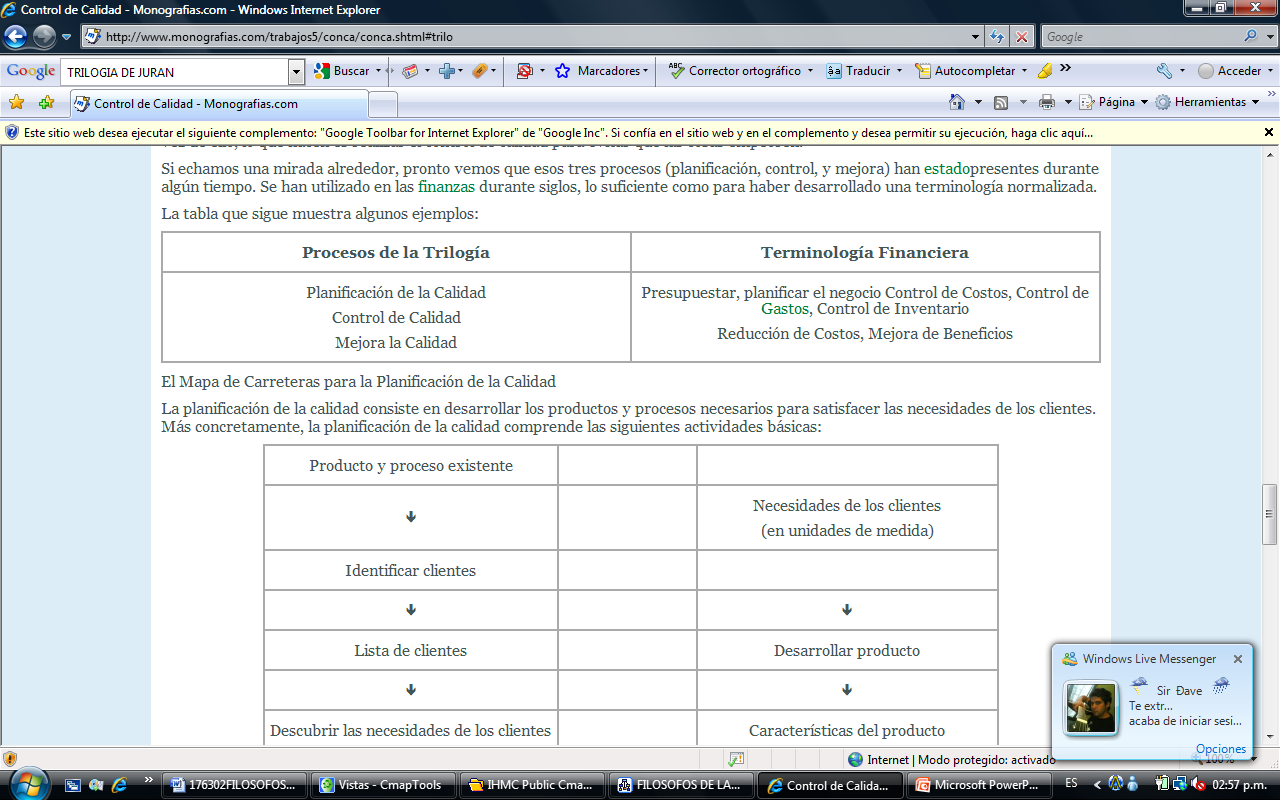 Control de Calidad - Monografias.com - Windows Internet Explorer
http://www.monografias.com/trabajos5/conca/conca.shtml#trilo
Google
Google
TRILOGIA DE JURAN
Buscar
Marcadores
ABC
Corrector ortográfico
Traducir
Autocompletar
Acceder
Control de Calidad - Monografias.com
Página
Herramientas
Este sitio web desea ejecutar el siguiente complemento: "Google Toolbar for Internet Explorer" de "Google Inc". Si confía en el sitio web y en el complemento y desea permitir su ejecución, haga clic aquí...
Si echamos una mirada alrededor, pronto vemos que esos tres procesos (planificación, control, y mejora) han estadopresentes durante
algún tiempo. Se han utilizado en las finanzas durante siglos, lo suficiente como para haber desarrollado una terminología normalizada.
La tabla que sigue muestra algunos ejemplos:
Procesos de la Trilogía
Terminología Financiera
Planificación de la Calidad
Control de Calidad
Mejora la Calidad
Presupuestar, planificar el negocio Control de Costos, Control de
Gastos, Control de Inventario
Reducción de Costos, Mejora de Beneficios
El Mapa de Carreteras para la Planificación de la Calidad
La planificación de la calidad consiste en desarrollar los productos y procesos necesarios para satisfacer las necesidades de los clientes.
Más concretamente, la planificación de la calidad comprende las siguientes actividades básicas:
Producto y proceso existente
Necesidades de los clientes
(en unidades de medida)
Identificar clientes
Lista de clientes
Desarrollar producto
Descubrir las necesidades de los clientes
Características del producto
Windows Live Messenger
Sir Đave
Te extr...
acaba de iniciar sesi...
Opciones
Internet | Modo protegido: activado
100%
176302FILOSOFOS...
Vistas - CmapTools
IHMC Public Cma...
FILOSOFOS DE LA...
Control de Calida...
Microsoft PowerP...
ES
02:57 p.m.